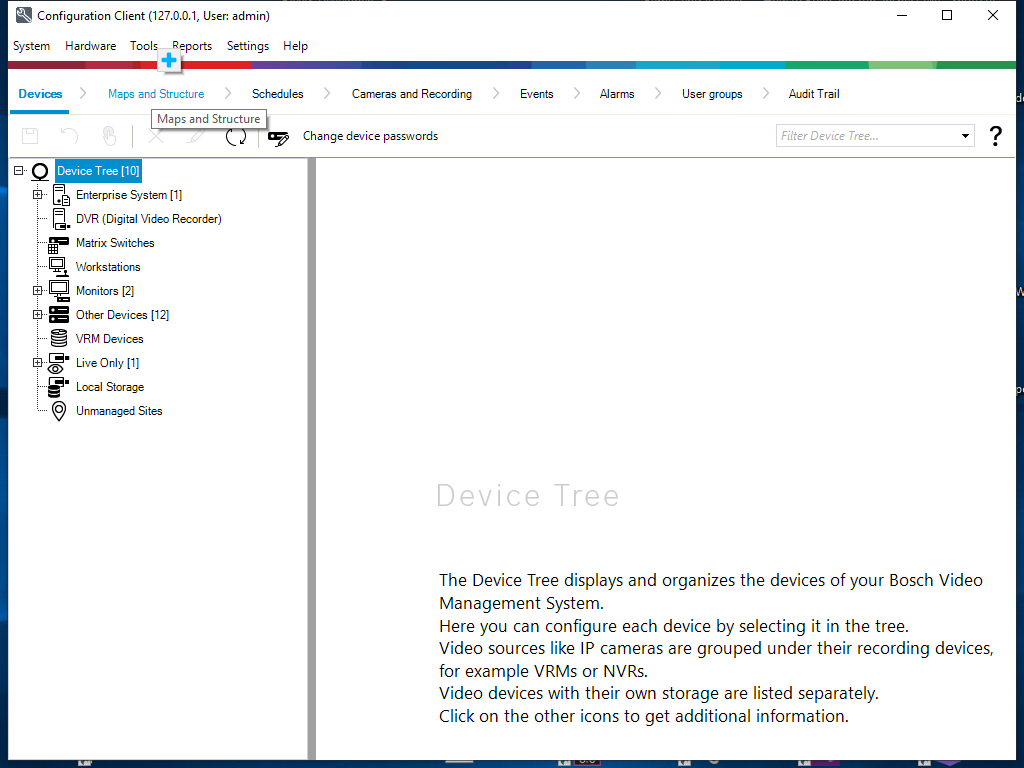 Configuration Client (127.0.0.1, User: admin)
System Hardware Tools Reports Settings Help
Devices Maps and Structure Schedules Cameras and Recording Events Alarms User groups Audit Trail
Maps and Structure
Change device passwords
Filter Device Tree...
?
Device Tree [10]
Enterprise System [1]
DVR (Digital Video Recorder)
Matrix Switches
Workstations
Monitors [2]
Other Devices [12]
VRM Devices
Live Only [1]
Local Storage
Unmanaged Sites
Device Tree
The Device Tree displays and organizes the devices of your Bosch Video
Management System.
Here you can configure each device by selecting it in the tree.
Video sources like IP cameras are grouped under their recording devices,
for example VRMs or NVRs.
Video devices with their own storage are listed separately.
Click on the other icons to get additional information.